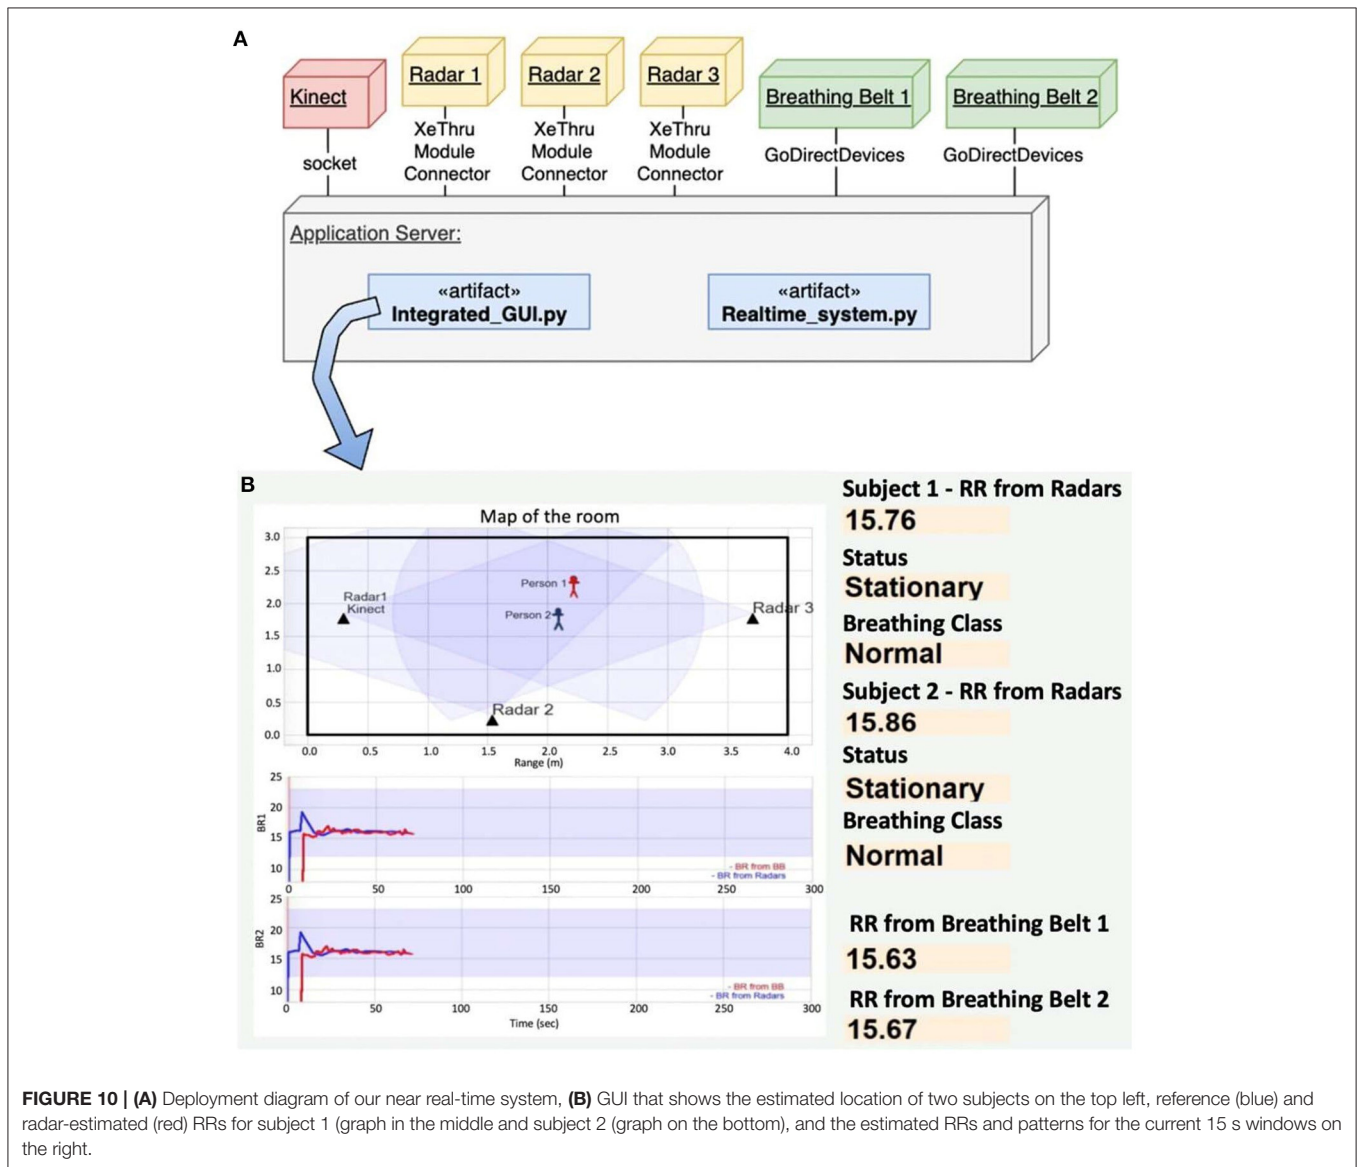 A
Kinect
Radar 1
Radar 2
Radar 3
Breathing Belt 1
Breathing Belt 2
socket
XeThru
Module
Connector
XeThru
Module
Connector
XeThru
Module
Connector
GoDirectDevices
GoDirectDevices
Application Server:
«artifact»
Integrated_GUI.py
«artifact»
Realtime_system.py
B
Map of the room
3.0
2.5
2.0
1.5
1.0
0.5
0.0
Radar1
Kinect
Person 1
Person 2
Radar 3
Radar 2
0.0 0.5 1.0 1.5 2.0 2.5 3.0 3.5 4.0
Range (m)
25
20
15
10
BR1
- BR from BB
- BR from Radars
0 50 100 150 200 250 300
25
20
15
10
BR2
- BR from BB
- BR from Radars
0 50 100 150 200 250 300
Time (sec)
Subject 1 - RR from Radars
15.76
Status
Stationary
Breathing Class
Normal
Subject 2 - RR from Radars
15.86
Status
Stationary
Breathing Class
Normal
RR from Breathing Belt 1
15.63
RR from Breathing Belt 2
15.67
FIGURE 10 | (A) Deployment diagram of our near real-time system, (B) GUI that shows the estimated location of two subjects on the top left, reference (blue) and
radar-estimated (red) RRs for subject 1 (graph in the middle and subject 2 (graph on the bottom), and the estimated RRs and patterns for the current 15 s windows on
the right.